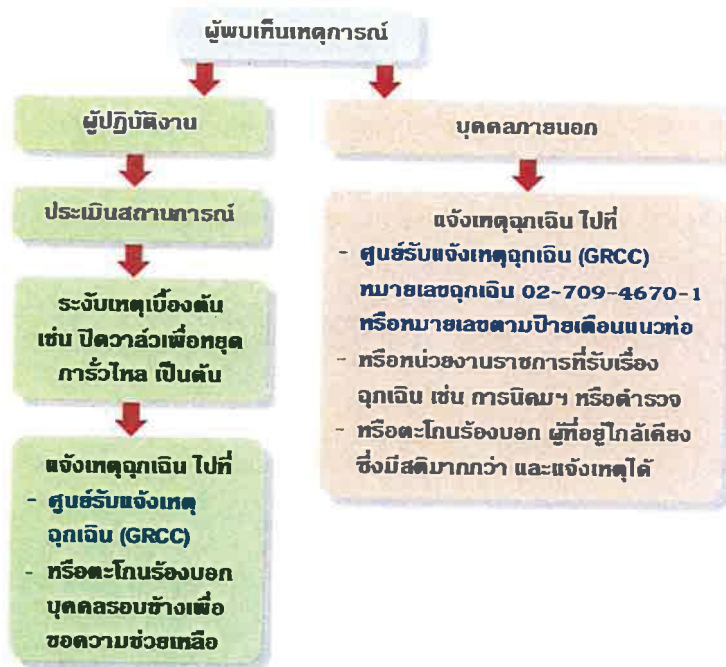 ผู้พบเห็นเหตุการณ์
ผู้ปฏิบัติงาน
ประเมินสถานการณ์
ระงับเหตุเบื้องต้น
เช่น ปิดวาล์วเพื่อหยุด
การั่วไหล เป็นต้น
แจ้งเหตุฉุกเฉิน ไปที่
- ศูนย์รับแจ้งเหตุ
ฉุกเฉิน (GRCC)
- หรือตะโกนร้องบอก
บุคคลรอบข้างเพื่อ
ขอความช่วยเหลือ
บุคคลภายนอก
แจ้งเหตุฉุกเฉิน ไปที่
- ศูนย์รับแจ้งเหตุฉุกเฉิน (GRCC)
หมายเลขฉุกเฉิน 02-709-4670-1
หรือหมายเลขตามป้ายเตือนแนวท่อ
- หรือหน่วยงานราชการที่รับเรื่อง
ฉุกเฉิน เช่น การนิคมฯ หรือตำรวจ
- หรือตะโกนร้องบอก ผู้ที่อยู่ใกล้เคียง
ซึ่งมีสติมากกว่า และแจ้งเหตุได้